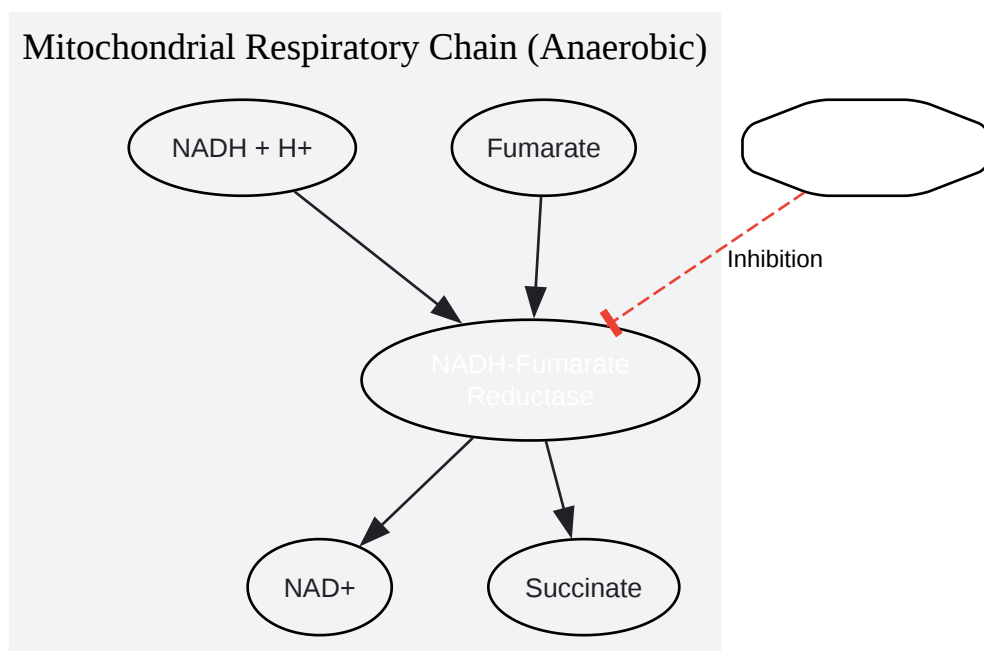 Mitochondrial Respiratory Chain (Anaerobic)
NADH + H+
Fumarate
Inhibition
NADH-Fumarate
Reductase
NAD+
Succinate